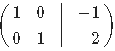 ( 1 0 | -1 )
( 0 1 | 2 )